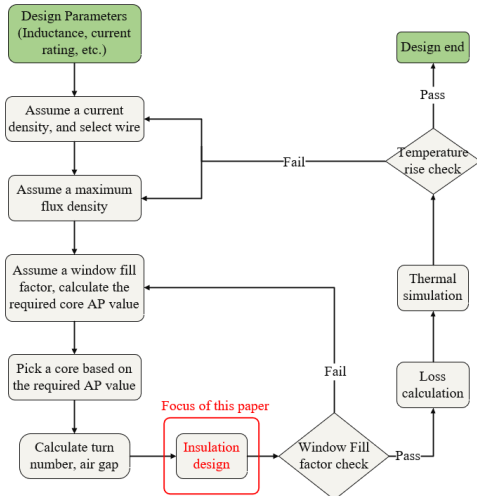 Design Parameters
(Inductance, current
rating, etc.)
Assume a current
density, and select wire
Assume a maximum
flux density
Assume a window fill
factor, calculate the
required core AP value
Pick a core based on
the required AP value
Calculate turn
number, air gap
Focus of this paper
Insulation
design
Window Fill
factor check
Fail
Pass
Loss
calculation
Thermal
simulation
Temperature
rise check
Fail
Pass
Design end